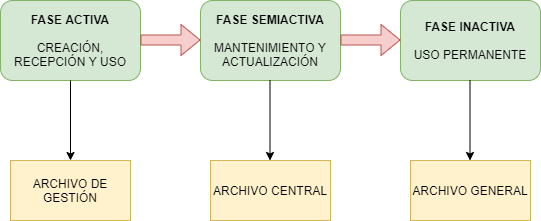 FASE ACTIVA
CREACIÓN,
RECEPCIÓN Y USO
FASE SEMIACTIVA
MANTENIMIENTO Y
ACTUALIZACIÓN
FASE INACTIVA
USO PERMANENTE
ARCHIVO DE
GESTIÓN
ARCHIVO CENTRAL
ARCHIVO GENERAL